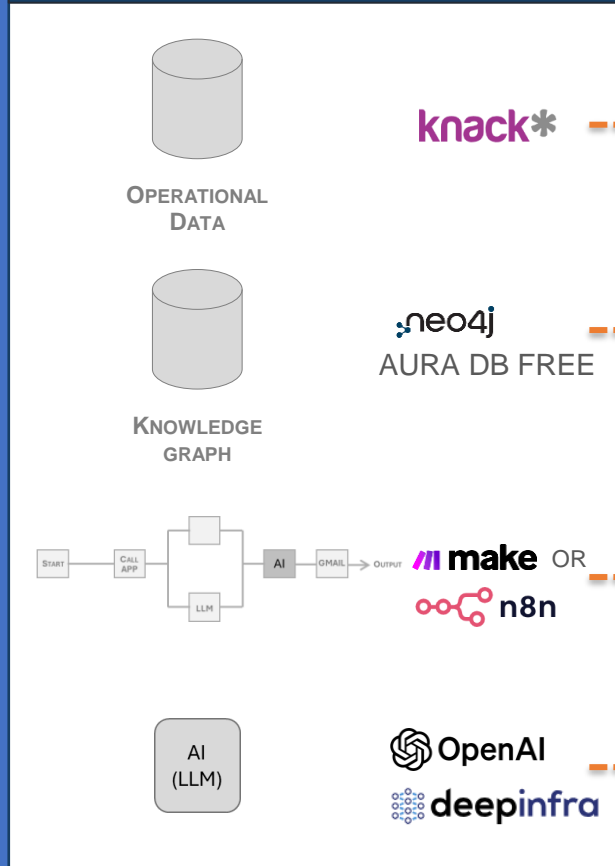 knack*
OPERATIONAL
DATA
neo4j
AURA DB FREE
KNOWLEDGE
GRAPH
START
CALL
APP
LLM
AI
GMAIL
OUTPUT
make OR
n8n
AI
(LLM)
OpenAI
deepinfra